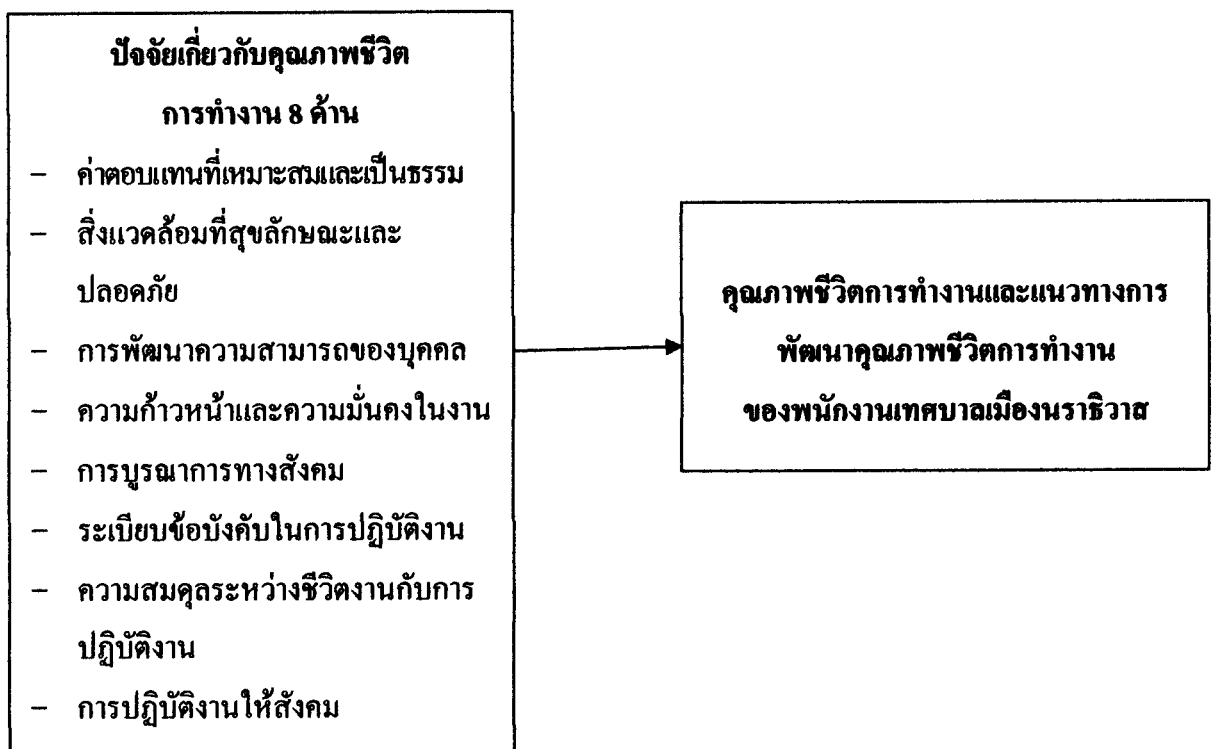 ปัจจัยเกี่ยวกับคุณภาพชีวิต
การทำงาน 8 ด้าน
– ค่าตอบแทนที่เหมาะสมและเป็นธรรม
– สิ่งแวดล้อมที่สุขลักษณะและ
ปลอดภัย
– การพัฒนาความสามารถของบุคคล
– ความก้าวหน้าและความมั่นคงในงาน
– การบูรณาการทางสังคม
– ระเบียบข้อบังคับในการปฏิบัติงาน
– ความสมดุลระหว่างชีวิตงานกับการ
ปฏิบัติงาน
– การปฏิบัติงานให้สังคม
คุณภาพชีวิตการทำงานและแนวทางการ
พัฒนาคุณภาพชีวิตการทำงาน
ของพนักงานเทศบาลเมืองนราธิวาส